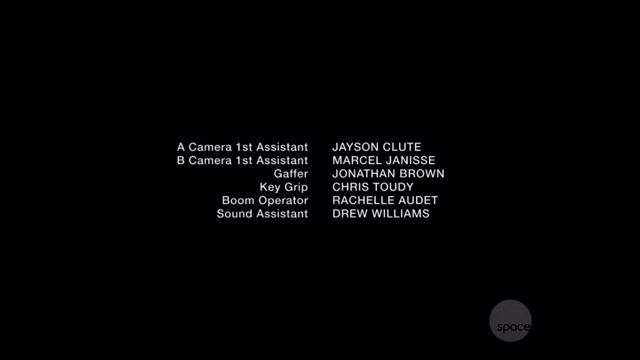 A Camera 1st Assistant JAYSON CLUTE
B Camera 1st Assistant MARCEL JANISSE
Gaffer JONATHAN BROWN
Key Grip CHRIS TOUDY
Boom Operator RACHELLE AUDET
Sound Assistant DREW WILLIAMS
space